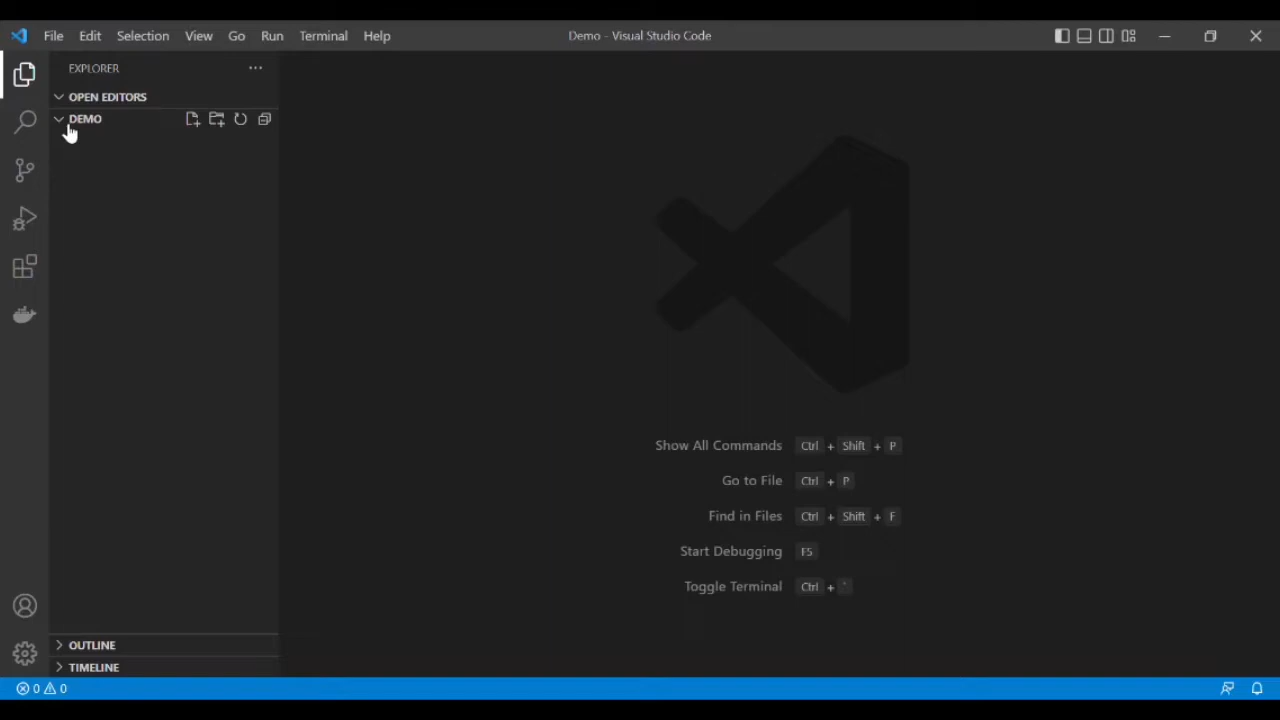 File Edit Selection View Go Run Terminal Help Demo - Visual Studio Code
EXPLORER
OPEN EDITORS
DEMO
Show All Commands Ctrl + Shift + P
Go to File Ctrl + P
Find in Files Ctrl + Shift + F
Start Debugging F5
Toggle Terminal Ctrl + `
OUTLINE
TIMELINE
0 0